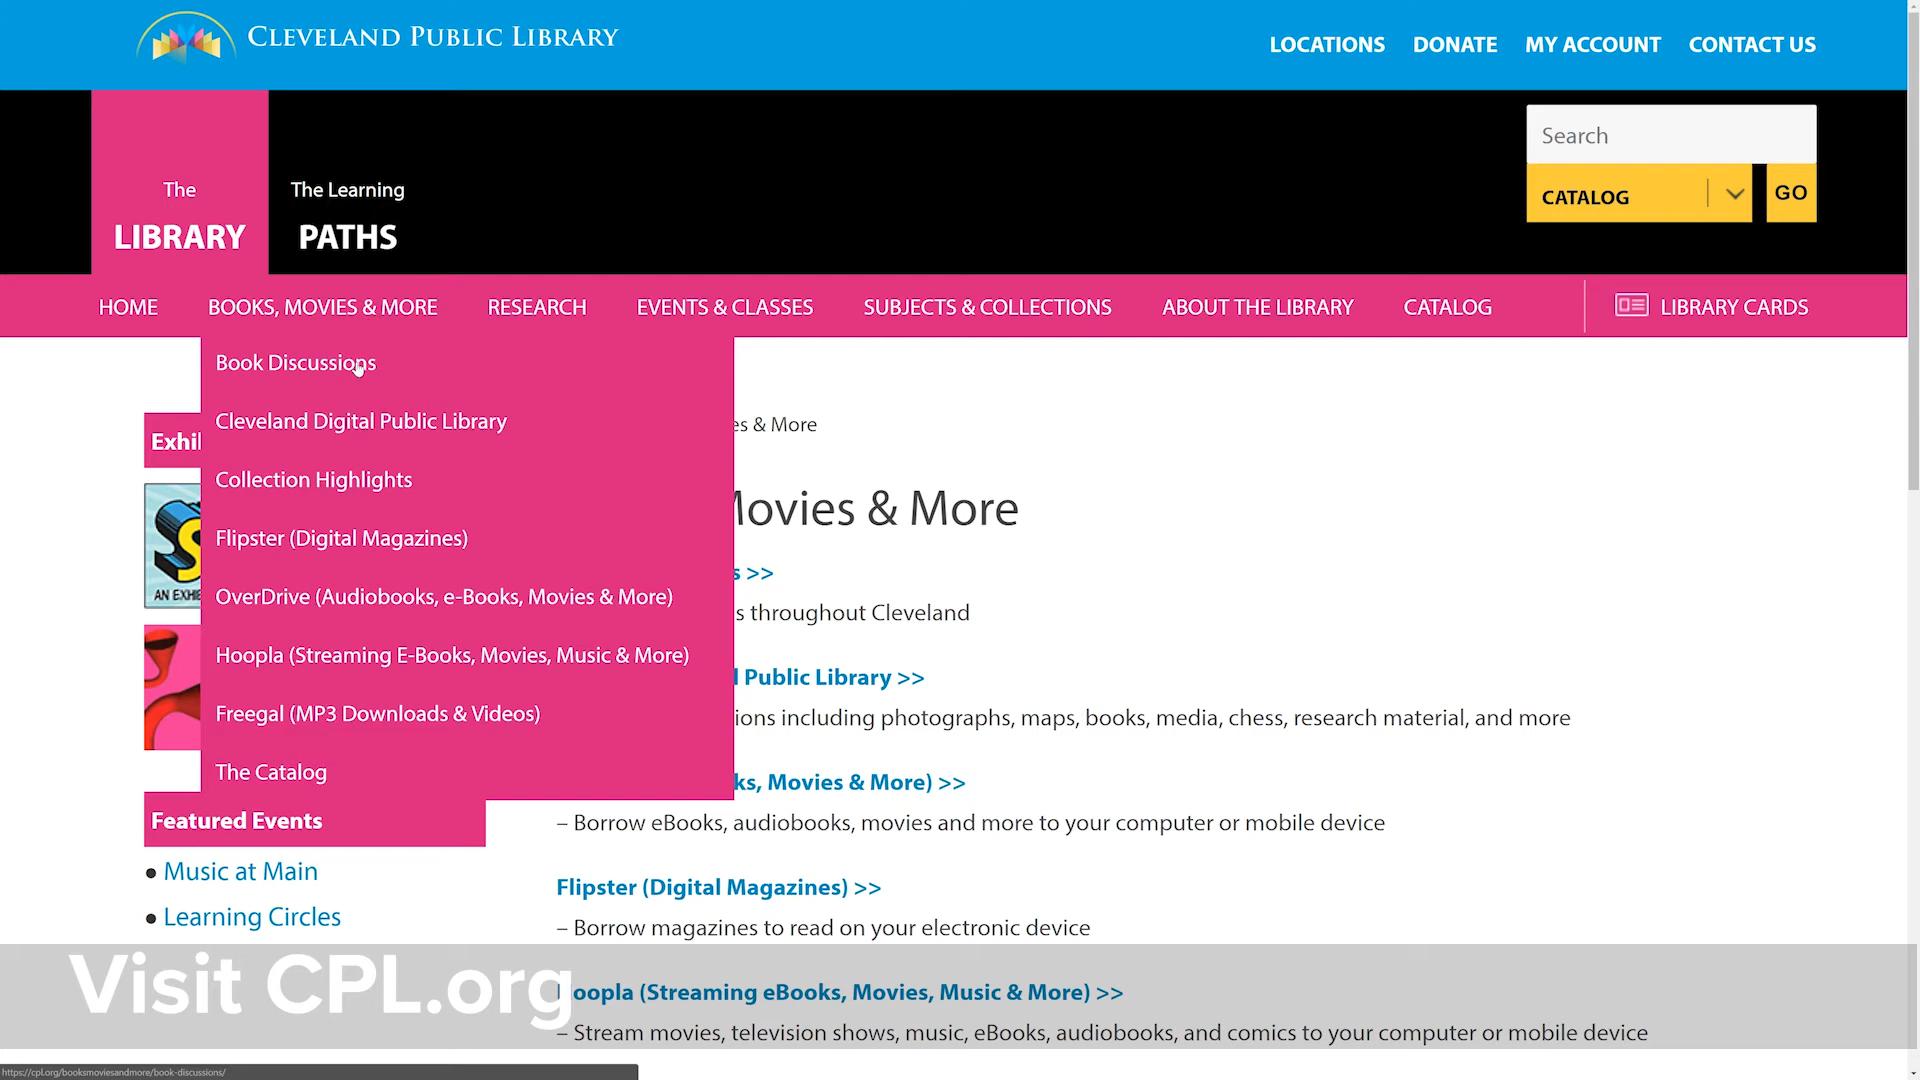 CLEVELAND PUBLIC LIBRARY
LOCATIONS DONATE MY ACCOUNT CONTACT US
The LIBRARY
The Learning PATHS
Search
CATALOG
GO
HOME BOOKS, MOVIES & MORE RESEARCH EVENTS & CLASSES SUBJECTS & COLLECTIONS ABOUT THE LIBRARY CATALOG LIBRARY CARDS
Book Discussions
Cleveland Digital Public Library
Collection Highlights
Flipster (Digital Magazines)
OverDrive (Audiobooks, e-Books, Movies & More)
Hoopla (Streaming E-Books, Movies, Music & More)
Freegal (MP3 Downloads & Videos)
The Catalog
AN
Featured Events
• Music at Main
• Learning Circles
& More
Movies & More
>>
throughout Cleveland
Public Library >>
including photographs, maps, books, media, chess, research material, and more
Movies & More) >>
– Borrow eBooks, audiobooks, movies and more to your computer or mobile device
Flipster (Digital Magazines) >>
– Borrow magazines to read on your electronic device
Hoopla (Streaming eBooks, Movies, Music & More) >>
– Stream movies, television shows, music, eBooks, audiobooks, and comics to your computer or mobile device
Visit CPL.org
https://cpl.org/booksmoviesandmore/book-discussions/